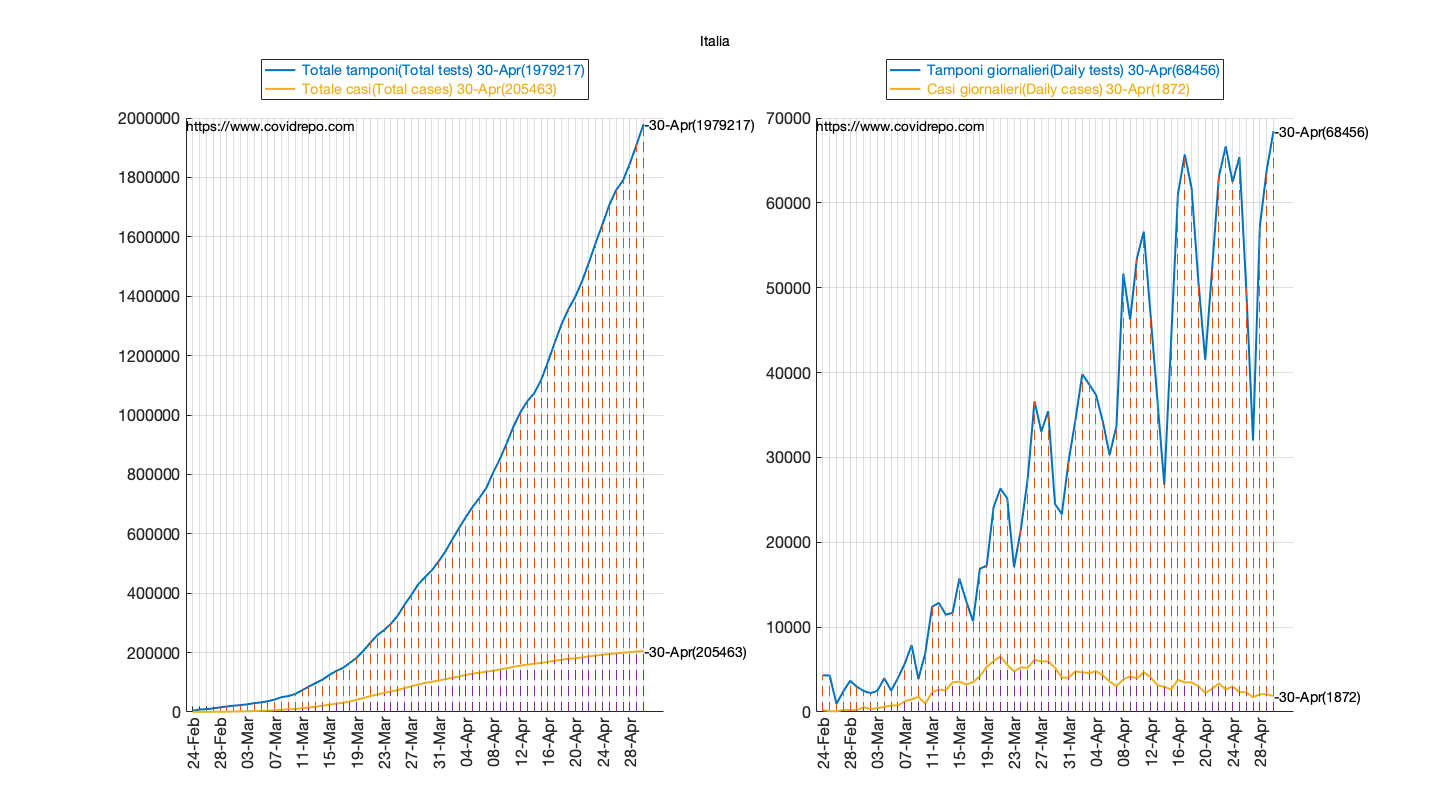 Italia
Totale tamponi(Total tests) 30-Apr(1979217)
Totale casi(Total cases) 30-Apr(205463)
https://www.covidrepo.com
2000000
1800000
1600000
1400000
1200000
1000000
800000
600000
400000
200000
0
-30-Apr(1979217)
-30-Apr(205463)
24-Feb
28-Feb
03-Mar
07-Mar
11-Mar
15-Mar
19-Mar
23-Mar
27-Mar
31-Mar
04-Apr
08-Apr
12-Apr
16-Apr
20-Apr
24-Apr
28-Apr
Tamponi giornalieri(Daily tests) 30-Apr(68456)
Casi giornalieri(Daily cases) 30-Apr(1872)
https://www.covidrepo.com
70000
60000
50000
40000
30000
20000
10000
0
-30-Apr(68456)
-30-Apr(1872)
24-Feb
28-Feb
03-Mar
07-Mar
11-Mar
15-Mar
19-Mar
23-Mar
27-Mar
31-Mar
04-Apr
08-Apr
12-Apr
16-Apr
20-Apr
24-Apr
28-Apr